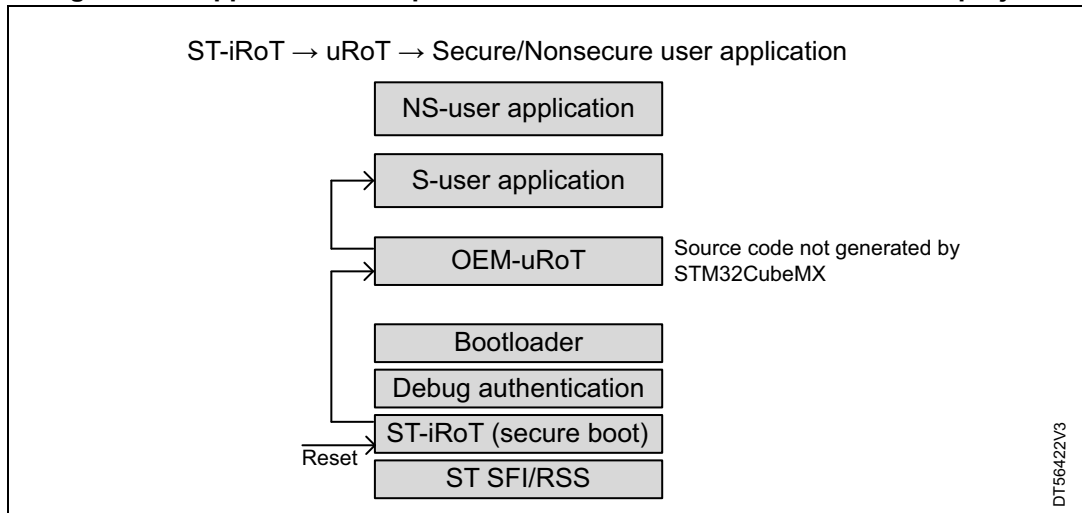 ST-iRoT → uRoT → Secure/Nonsecure user application
NS-user application
S-user application
OEM-uRoT
Source code not generated by
STM32CubeMX
Bootloader
Debug authentication
ST-iRoT (secure boot)
Reset
ST SFI/RSS
DT56422V3